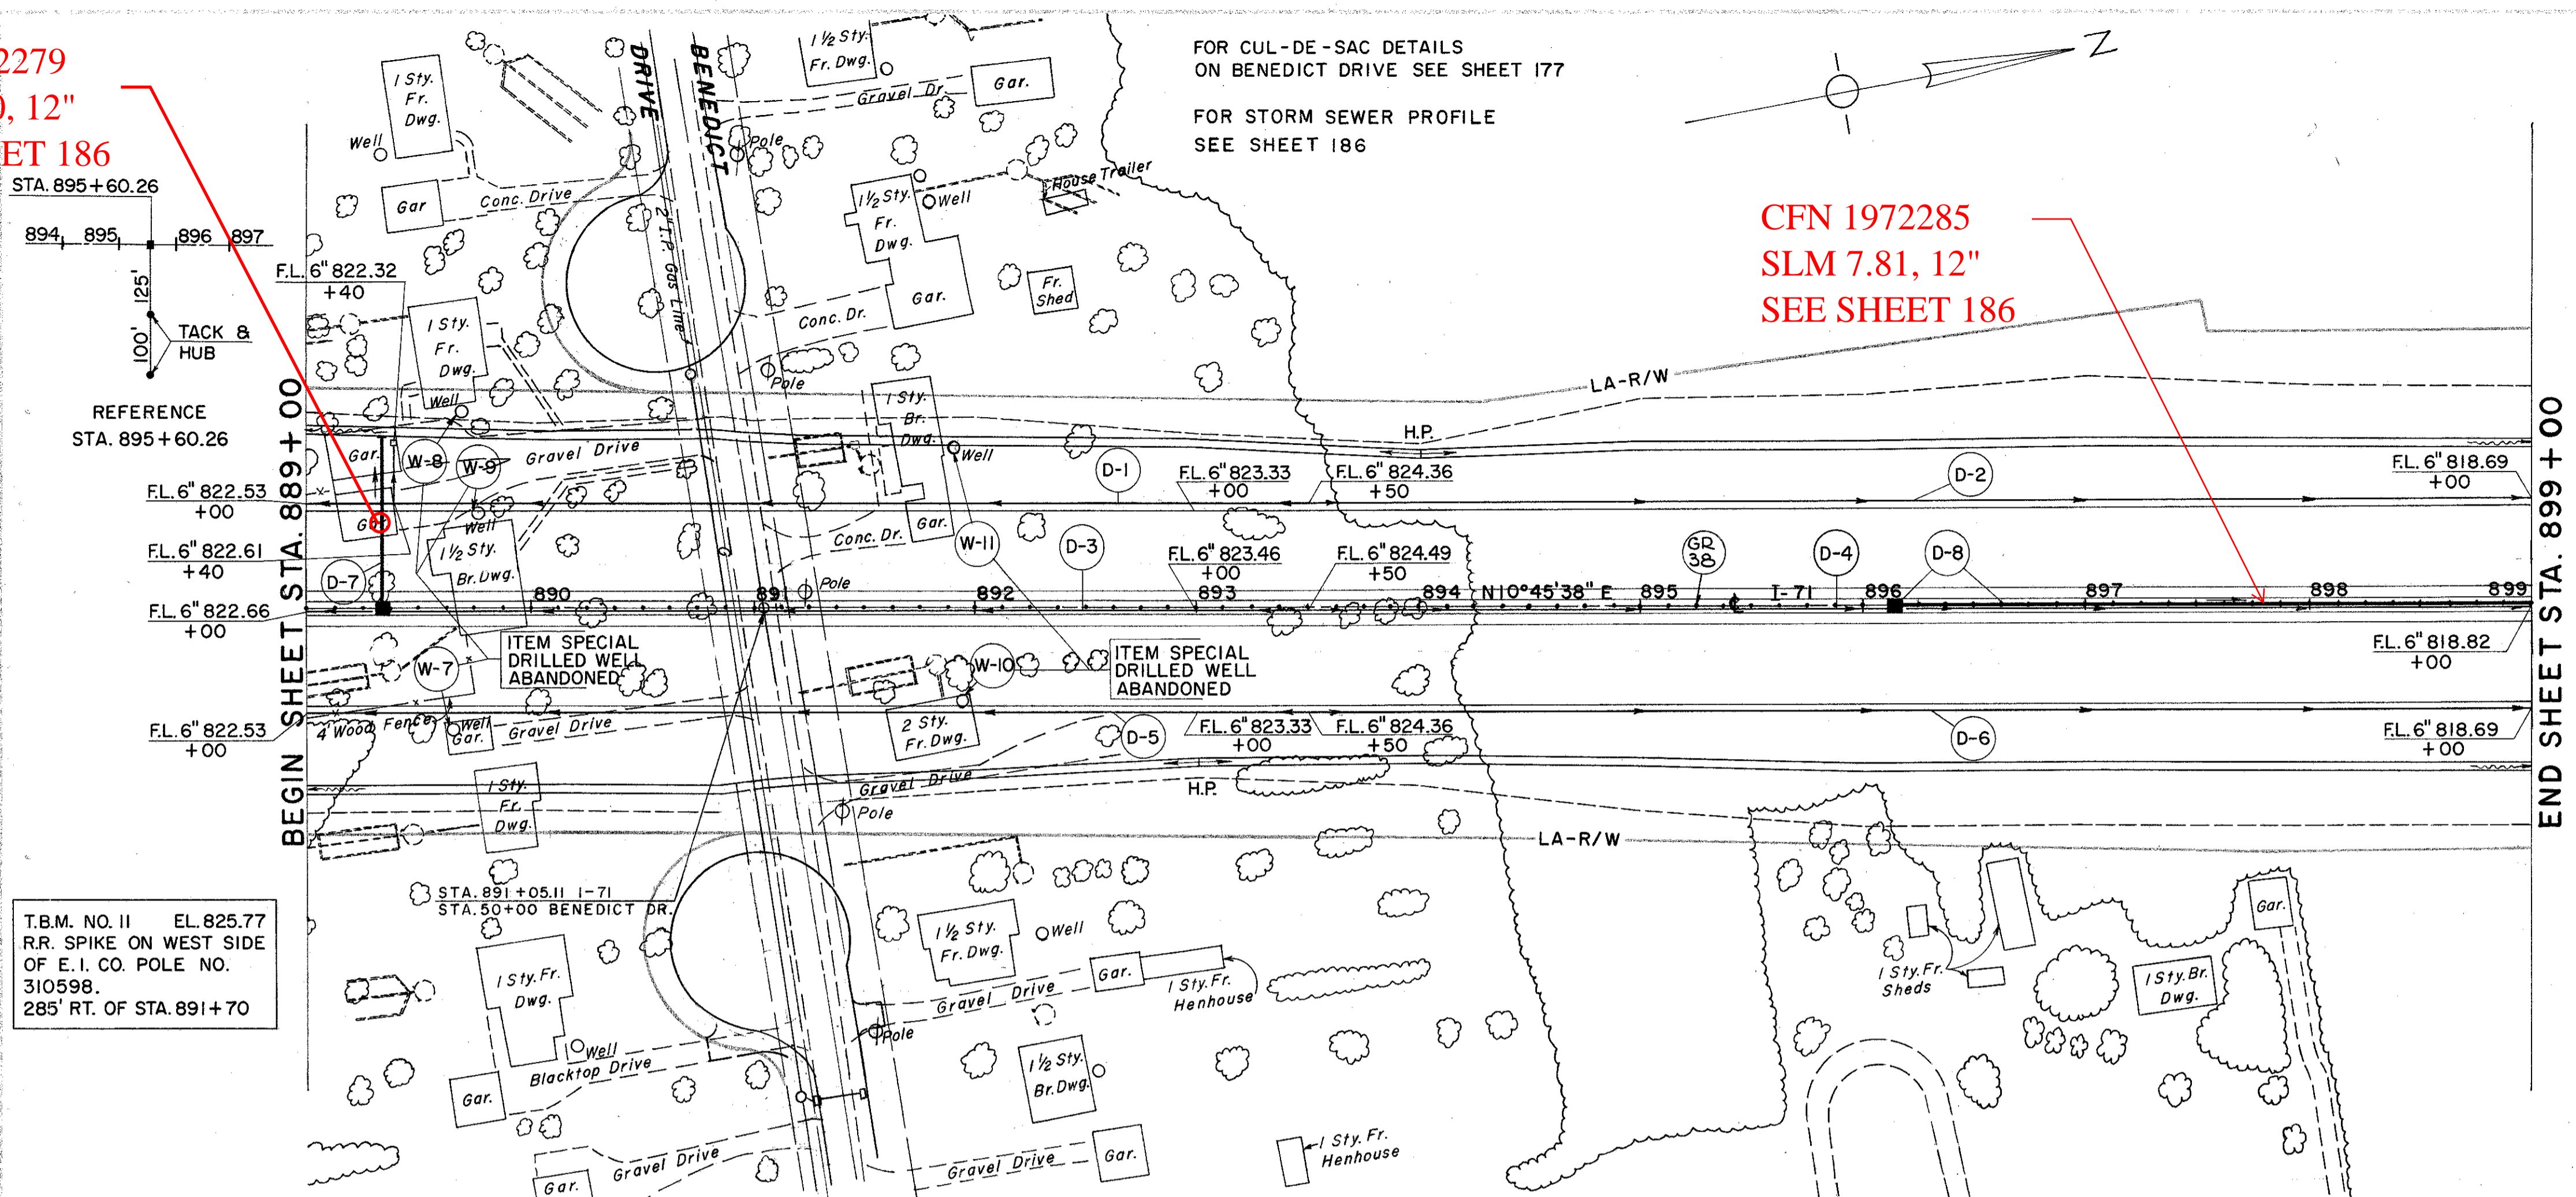 2279
, 12"
ET 186
STA. 895+60.26
894 895 896 897
125'
100'
TACK &
HUB
REFERENCE
STA. 895+60.26
FOR CUL-DE-SAC DETAILS
ON BENEDICT DRIVE SEE SHEET 177
FOR STORM SEWER PROFILE
SEE SHEET 186
Z
CFN 1972285
SLM 7.81, 12"
SEE SHEET 186
DRIVE
BENEDICT
1 Sty.
Fr.
Dwg.
Well
Gar
Conc. Drive
1 1/2 Sty.
Fr. Dwg.
Gravel Dr.
Gar.
Pole
2" I.P. Gas Line
1 1/2 Sty.
Fr.
Dwg.
Well
House Trailer
Gar.
Fr.
Shed
Conc. Dr.
Pole
F.L. 6" 822.32
+40
1 Sty.
Fr.
Dwg.
Well
Gar.
W-8
W-9
Gravel Drive
Gar.
Well
1 1/2 Sty.
Br. Dwg.
1 Sty.
Br.
Dwg.
Well
Gar.
Conc. Dr.
Pole
LA-R/W
H.P.
BEGIN SHEET STA. 889+00
END SHEET STA. 899+00
F.L. 6" 822.53
+00
F.L. 6" 822.61
+40
F.L. 6" 822.66
+00
F.L. 6" 822.53
+00
D-7
D-1
F.L. 6" 823.33
+00
F.L. 6" 824.36
+50
D-2
F.L. 6" 818.69
+00
W-11
D-3
F.L. 6" 823.46
+00
F.L. 6" 824.49
+50
GR
38
D-4
D-8
890 891 892 893 894 N10°45'38" E 895 I-71 896 897 898 899
F.L. 6" 818.82
+00
ITEM SPECIAL
DRILLED WELL
ABANDONED
W-7
W-10
ITEM SPECIAL
DRILLED WELL
ABANDONED
4' Wood Fence
Well
Gar.
Gravel Drive
2 Sty.
Fr. Dwg.
D-5
F.L. 6" 823.33
+00
F.L. 6" 824.36
+50
D-6
F.L. 6" 818.69
+00
1 Sty.
Fr.
Dwg.
Gravel Drive
H.P.
Pole
LA-R/W
STA. 891+05.11 I-71
STA. 50+00 BENEDICT DR.
T.B.M. NO. 11 EL. 825.77
R.R. SPIKE ON WEST SIDE
OF E.I. CO. POLE NO.
310598.
285' RT. OF STA. 891+70
1 Sty. Fr.
Dwg.
Well
Blacktop Drive
Gar.
Gravel Drive
Gar.
1 1/2 Sty.
Fr. Dwg.
Well
Gravel Drive
Gar.
1 Sty. Fr.
Henhouse
Pole
1 1/2 Sty.
Br. Dwg.
Gravel Drive
Gar.
1 Sty. Fr.
Henhouse
1 Sty. Fr.
Sheds
1 Sty. Br.
Dwg.
Gar.